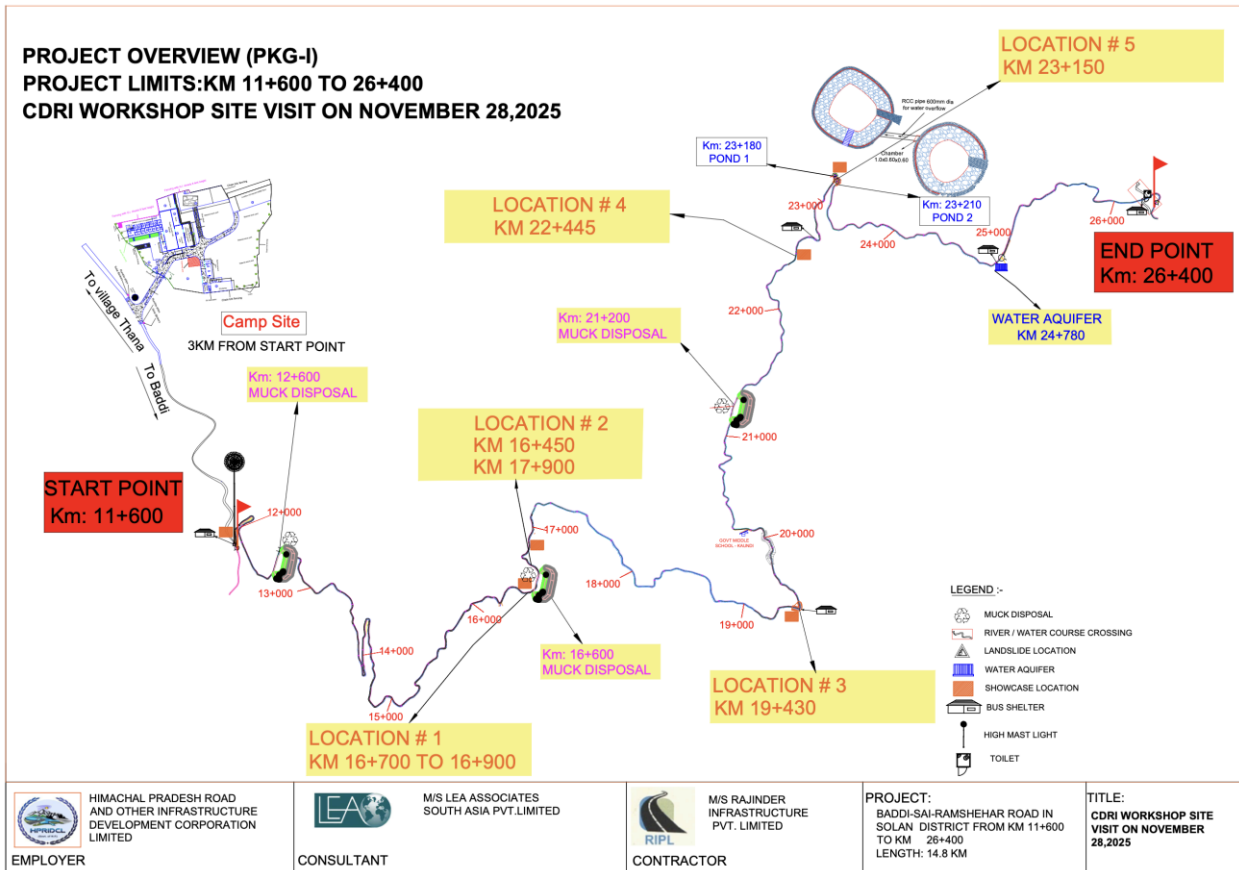 PROJECT OVERVIEW (PKG-I)
PROJECT LIMITS:KM 11+600 TO 26+400
CDRI WORKSHOP SITE VISIT ON NOVEMBER 28,2025
LOCATION # 5
KM 23+150
RCC pipe 600mm dia
for water overflow
Chamber
1.0x0.80x0.60
Km: 23+180
POND 1
Km: 23+210
POND 2
LOCATION # 4
KM 22+445
23+000
24+000
25+000
26+000
END POINT
Km: 26+400
WATER AQUIFER
KM 24+780
22+000
Km: 21+200
MUCK DISPOSAL
21+000
To village Thana
To Baddi
Camp Site
3KM FROM START POINT
Km: 12+600
MUCK DISPOSAL
LOCATION # 2
KM 16+450
KM 17+900
START POINT
Km: 11+600
12+000
13+000
14+000
15+000
16+000
17+000
18+000
19+000
20+000
GOVT MIDDLE
Km: 16+600
MUCK DISPOSAL
LOCATION # 3
KM 19+430
LOCATION # 1
KM 16+700 TO 16+900
LEGEND :-
MUCK DISPOSAL
RIVER / WATER COURSE CROSSING
LANDSLIDE LOCATION
WATER AQUIFER
SHOWCASE LOCATION
BUS SHELTER
HIGH MAST LIGHT
TOILET
HPRIDCL
HIMACHAL PRADESH ROAD
AND OTHER INFRASTRUCTURE
DEVELOPMENT CORPORATION
LIMITED
EMPLOYER
LEA
M/S LEA ASSOCIATES
SOUTH ASIA PVT.LIMITED
CONSULTANT
RIPL
M/S RAJINDER
INFRASTRUCTURE
PVT. LIMITED
CONTRACTOR
PROJECT:
BADDI-SAI-RAMSHEHAR ROAD IN
SOLAN DISTRICT FROM KM 11+600
TO KM 26+400
LENGTH: 14.8 KM
TITLE:
CDRI WORKSHOP SITE
VISIT ON NOVEMBER
28,2025